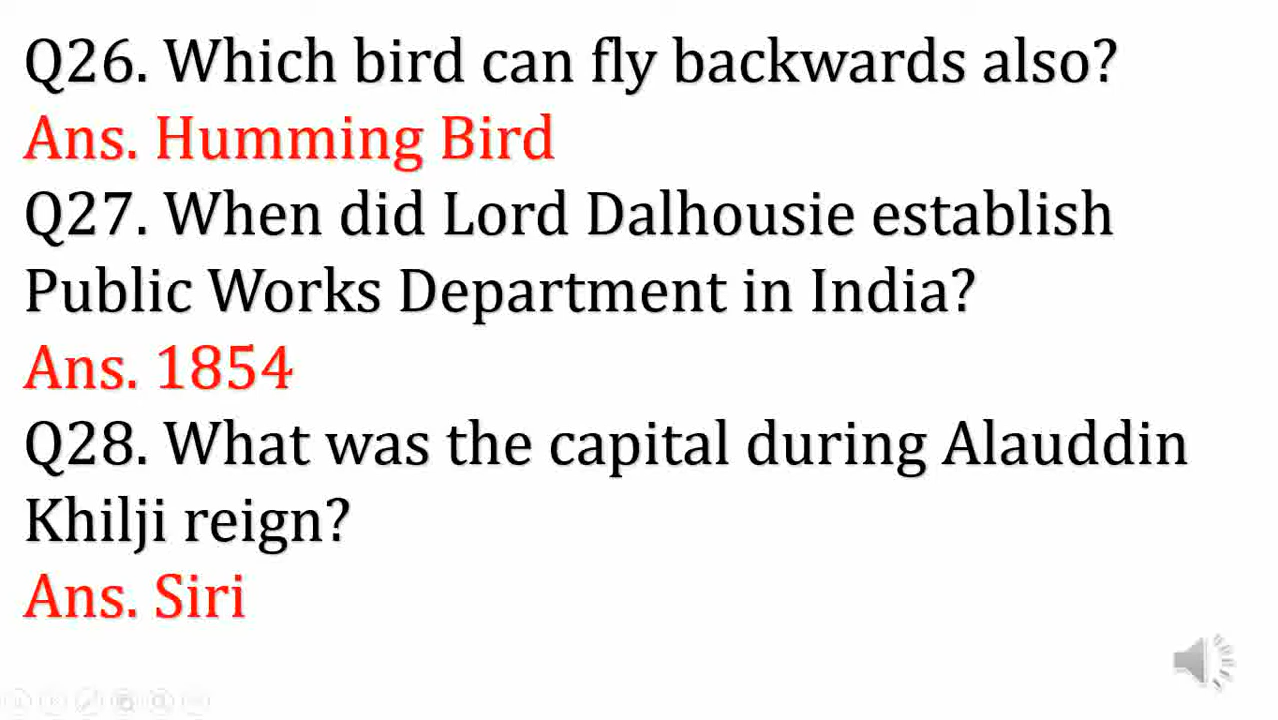 Q26. Which bird can fly backwards also?
Ans. Humming Bird
Q27. When did Lord Dalhousie establish
Public Works Department in India?
Ans. 1854
Q28. What was the capital during Alauddin
Khilji reign?
Ans. Siri